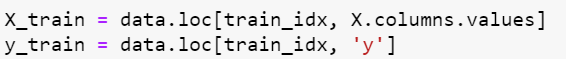 X_train = data.loc[train_idx, X.columns.values]
y_train = data.loc[train_idx, 'y']